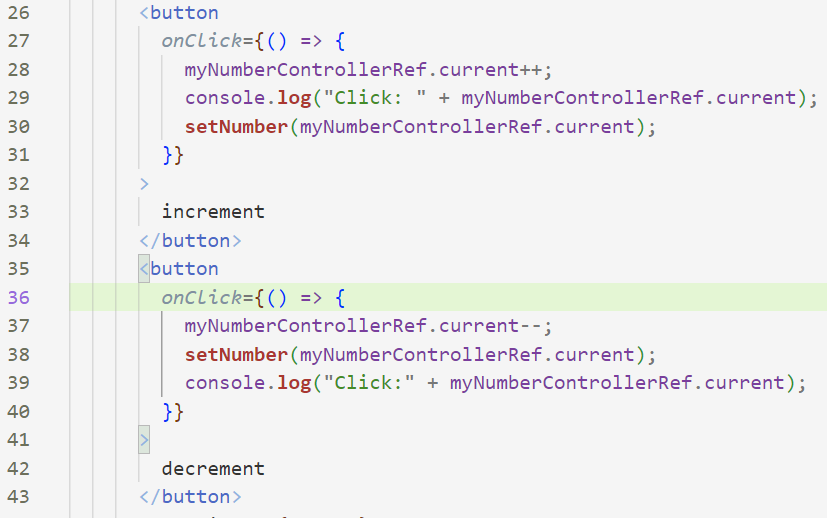 26 <button
27 onClick={() => {
28 myNumberControllerRef.current++;
29 console.log("Click: " + myNumberControllerRef.current);
30 setNumber(myNumberControllerRef.current);
31 }}
32 >
33 increment
34 </button>
35 <button
36 onClick={() => {
37 myNumberControllerRef.current--;
38 setNumber(myNumberControllerRef.current);
39 console.log("Click:" + myNumberControllerRef.current);
40 }}
41 >
42 decrement
43 </button>